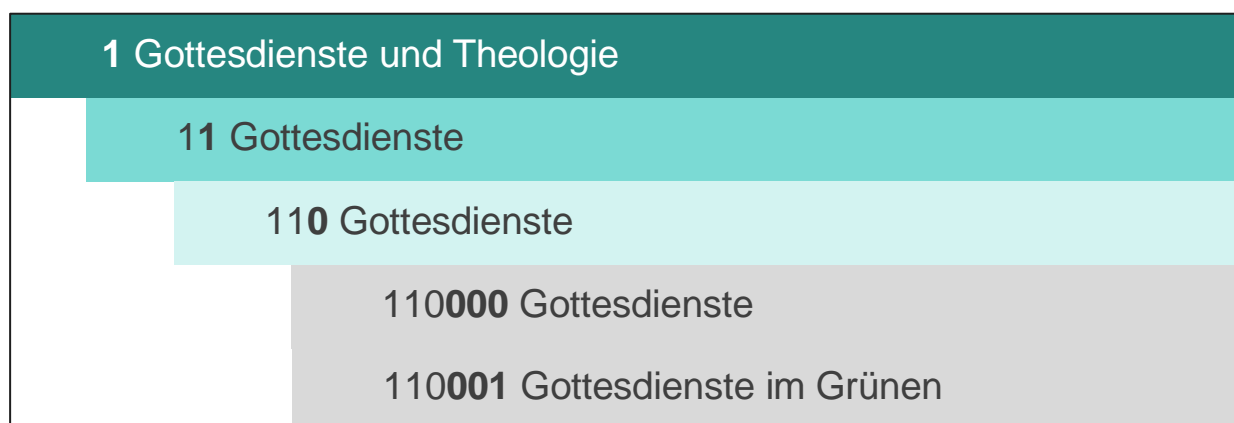 1 Gottesdienste und Theologie
11 Gottesdienste
110 Gottesdienste
110000 Gottesdienste
110001 Gottesdienste im Grünen